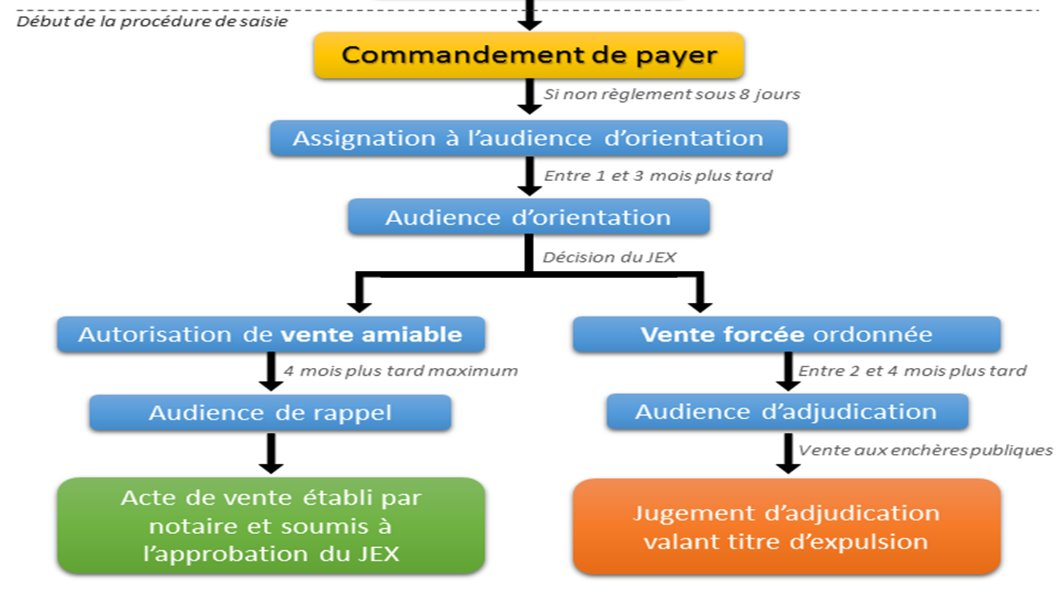 Début de la procédure de saisie
Commandement de payer
Si non règlement sous 8 jours
Assignation à l'audience d'orientation
Entre 1 et 3 mois plus tard
Audience d'orientation
Décision du JEX
Autorisation de vente amiable
4 mois plus tard maximum
Audience de rappel
Acte de vente établi par
notaire et soumis à
l'approbation du JEX
Vente forcée ordonnée
Entre 2 et 4 mois plus tard
Audience d'adjudication
Vente aux enchères publiques
Jugement d'adjudication
valant titre d'expulsion